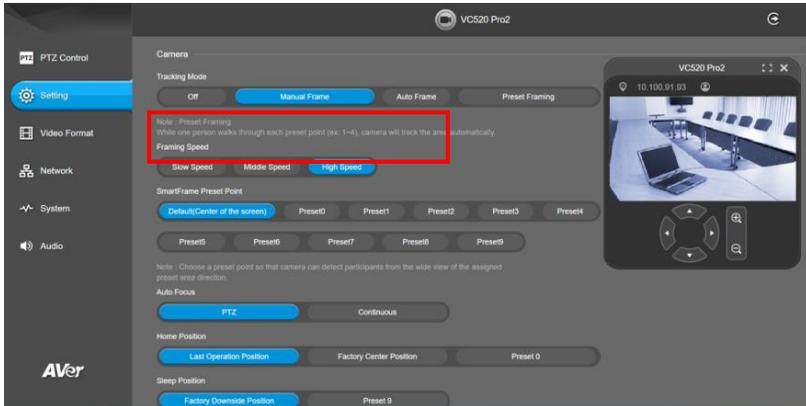 VC520 Pro2
PTZ PTZ Control
Setting
Video Format
Network
System
Audio
AVer
Camera
Tracking Mode
Off Manual Frame Auto Frame Preset Framing
Note : Preset Framing
While one person walks through each preset point (ex: 1~4), camera will track the area automatically.
Framing Speed
Slow Speed Middle Speed High Speed
SmartFrame Preset Point
Default(Center of the screen) Preset0 Preset1 Preset2 Preset3 Preset4
Preset5 Preset6 Preset7 Preset8 Preset9
Note : Choose a preset point so that camera can detect participants from the wide view of the assigned
preset area direction.
Auto Focus
PTZ Continuous
Home Position
Last Operation Position Factory Center Position Preset 0
Sleep Position
Factory Downside Position Preset 9
VC520 Pro2
10.100.91.93